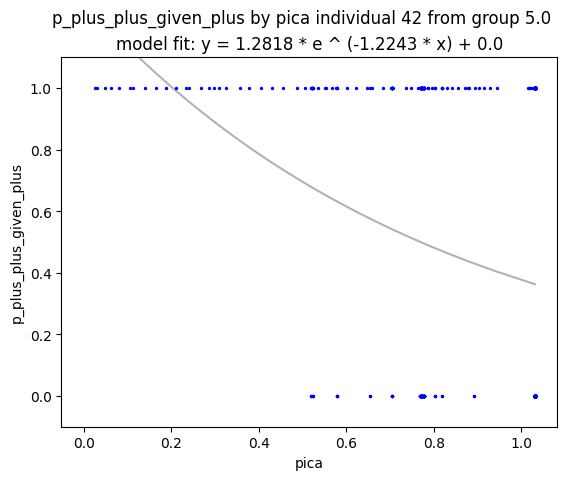 p_plus_plus_given_plus by pica individual 42 from group 5.0
model fit: y = 1.2818 * e ^ (-1.2243 * x) + 0.0
p_plus_plus_given_plus
1.0
0.8
0.6
0.4
0.2
0.0
0.0 0.2 0.4 0.6 0.8 1.0
pica